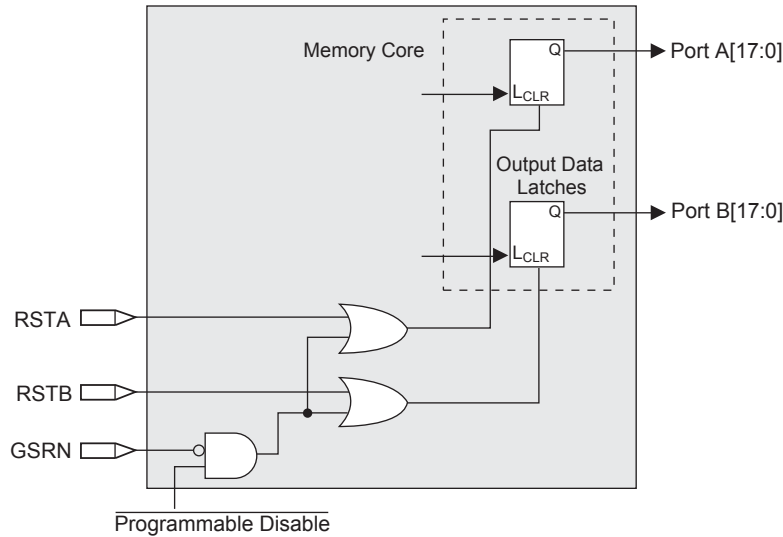 Memory Core
Q
Port A[17:0]
LCLR
Output Data
Latches
Q
Port B[17:0]
LCLR
RSTA
RSTB
GSRN
Programmable Disable